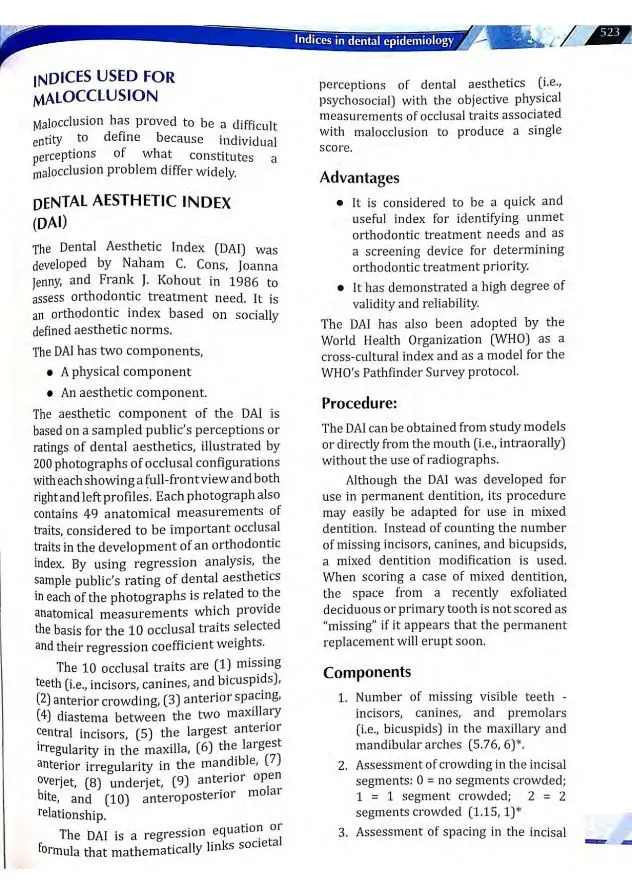 Indices in dental epidemiology
523
INDICES USED FOR
MALOCCLUSION
Malocclusion has proved to be a difficult
entity to define because individual
perceptions of what constitutes a
malocclusion problem differ widely.
DENTAL AESTHETIC INDEX
(DAI)
The Dental Aesthetic Index (DAI) was
developed by Naham C. Cons, Joanna
Jenny, and Frank J. Kohout in 1986 to
assess orthodontic treatment need. It is
an orthodontic index based on socially
defined aesthetic norms.
The DAI has two components,
● A physical component
● An aesthetic component.
The aesthetic component of the DAI is
based on a sampled public's perceptions or
ratings of dental aesthetics, illustrated by
200 photographs of occlusal configurations
with each showing a full-front view and both
right and left profiles. Each photograph also
contains 49 anatomical measurements of
traits, considered to be important occlusal
traits in the development of an orthodontic
index. By using regression analysis, the
sample public's rating of dental aesthetics
in each of the photographs is related to the
anatomical measurements which provide
the basis for the 10 occlusal traits selected
and their regression coefficient weights.
The 10 occlusal traits are (1) missing
teeth (i.e., incisors, canines, and bicuspids),
(2) anterior crowding, (3) anterior spacing,
(4) diastema between the two maxillary
central incisors, (5) the largest anterior
irregularity in the maxilla, (6) the largest
anterior irregularity in the mandible, (7)
overjet, (8) underjet, (9) anterior open
bite, and (10) anteroposterior molar
relationship.
The DAI is a regression equation or
formula that mathematically links societal
perceptions of dental aesthetics (i.e.,
psychosocial) with the objective physical
measurements of occlusal traits associated
with malocclusion to produce a single
score.
Advantages
● It is considered to be a quick and
useful index for identifying unmet
orthodontic treatment needs and as
a screening device for determining
orthodontic treatment priority.
● It has demonstrated a high degree of
validity and reliability.
The DAI has also been adopted by the
World Health Organization (WHO) as a
cross-cultural index and as a model for the
WHO's Pathfinder Survey protocol.
Procedure:
The DAI can be obtained from study models
or directly from the mouth (i.e., intraorally)
without the use of radiographs.
Although the DAI was developed for
use in permanent dentition, its procedure
may easily be adapted for use in mixed
dentition. Instead of counting the number
of missing incisors, canines, and bicupsids,
a mixed dentition modification is used.
When scoring a case of mixed dentition,
the space from a recently exfoliated
deciduous or primary tooth is not scored as
"missing" if it appears that the permanent
replacement will erupt soon.
Components
1. Number of missing visible teeth -
incisors, canines, and premolars
(i.e., bicuspids) in the maxillary and
mandibular arches (5.76, 6)*.
2. Assessment of crowding in the incisal
segments: 0 = no segments crowded;
1 = 1 segment crowded; 2 = 2
segments crowded (1.15, 1)*
3. Assessment of spacing in the incisal